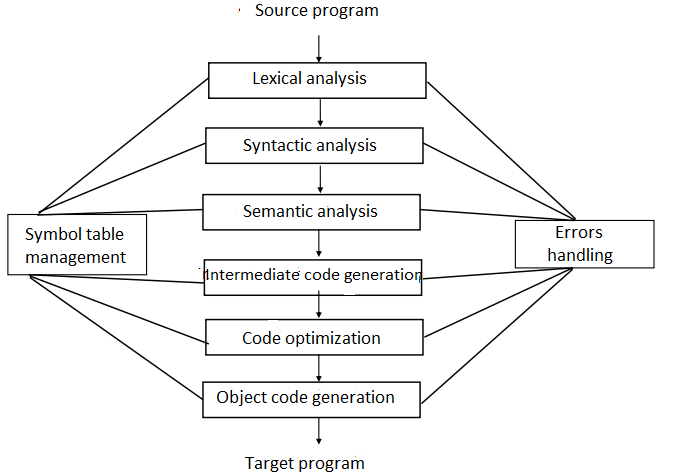 Source program
Lexical analysis
Syntactic analysis
Semantic analysis
Symbol table
management
Errors
handling
Intermediate code generation
Code optimization
Object code generation
Target program